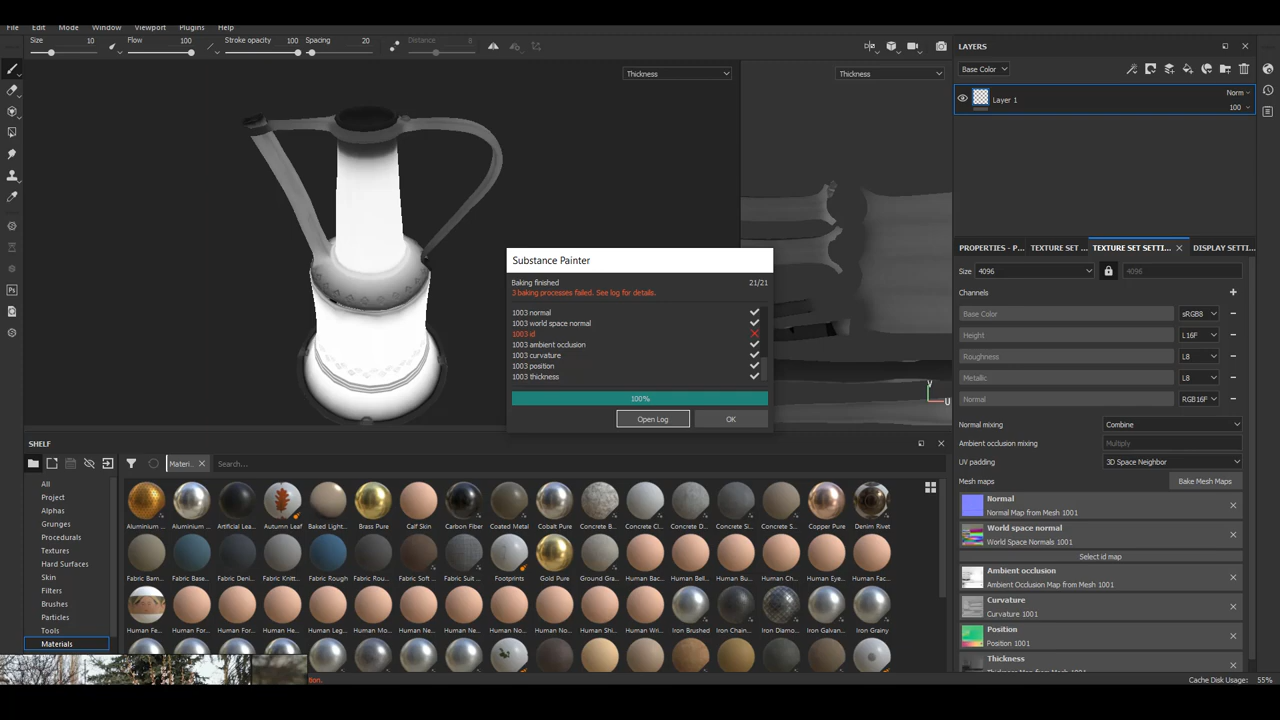 File Edit Mode Window Viewport Plugins Help
Size 10 Flow 100 Stroke opacity 100 Spacing 20 Distance 8
Thickness
Thickness
LAYERS
Base Color
Layer 1
Norm
100
PROPERTIES - P... TEXTURE SET ... TEXTURE SET SETTI... DISPLAY SETTI...
Size 4096 4096
Channels
Base Color sRGB8
Height L16F
Roughness L8
Metallic L8
Normal RGB16F
Normal mixing Combine
Ambient occlusion mixing Multiply
UV padding 3D Space Neighbor
Mesh maps Bake Mesh Maps
Normal
Normal Map from Mesh 1001
World space normal
World Space Normals 1001
Select id map
Ambient occlusion
Ambient Occlusion Map from Mesh 1001
Curvature
Curvature 1001
Position
Position 1001
Thickness
V
U
Substance Painter
Baking finished 21/21
3 baking processes failed. See log for details.
1003 normal
1003 world space normal
1003 id
1003 ambient occlusion
1003 curvature
1003 position
1003 thickness
100%
Open Log OK
SHELF
Materi... Search...
All
Project
Alphas
Grunges
Procedurals
Textures
Hard Surfaces
Skin
Filters
Brushes
Particles
Tools
Materials
Aluminium ... Aluminium ... Artificial Lea... Autumn Leaf Baked Light... Brass Pure Calf Skin Carbon Fiber Coated Metal Cobalt Pure Concrete B... Concrete Cl... Concrete D... Concrete Si... Concrete S... Copper Pure Denim Rivet
Fabric Bam... Fabric Base... Fabric Deni... Fabric Knitt... Fabric Rough Fabric Rou... Fabric Soft ... Fabric Suit ... Footprints Gold Pure Ground Gra... Human Bac... Human Bell... Human Bu... Human Ch... Human Eye... Human Fac...
Human Fe... Human For... Human For... Human He... Human Leg... Human Mo... Human Ne... Human Ne... Human No... Human No... Human Shi... Human Wri... Iron Brushed Iron Chain... Iron Diamo... Iron Galvan... Iron Grainy
tion.
Cache Disk Usage: 55%